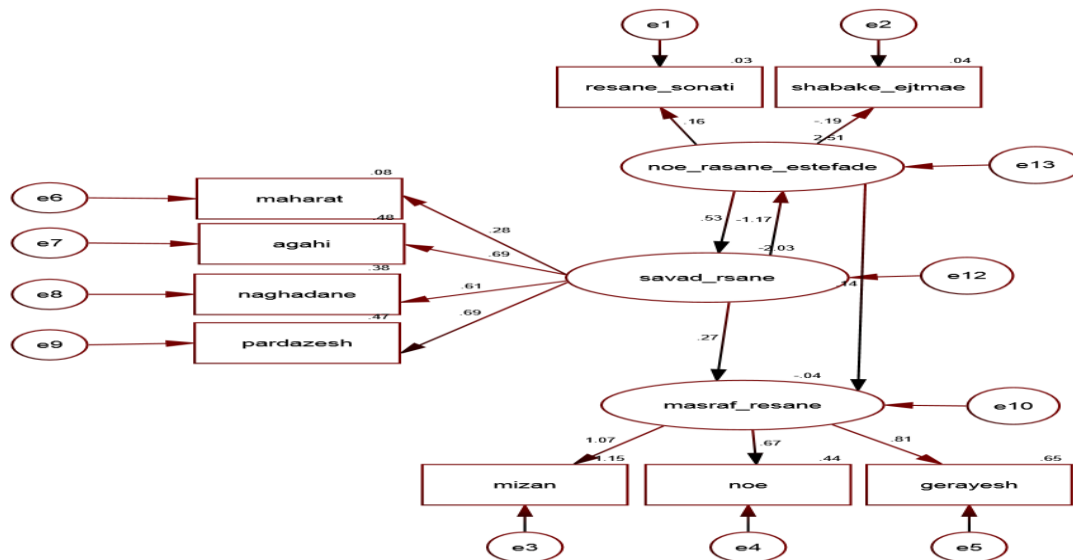 e1
e2
.03
.04
resane_sonati
shabake_ejtmae
.16
-.19
2.51
noe_rasane_estefade
e13
.08
e6
maharat
.48
e7
agahi
.28
.69
.38
e8
naghadane
.61
.47
e9
pardazesh
.69
.53
-1.17
-2.03
savad_rsane
e12
.14
.27
-.04
masraf_resane
e10
1.07
.67
.81
1.15
.44
.65
mizan
noe
gerayesh
e3
e4
e5